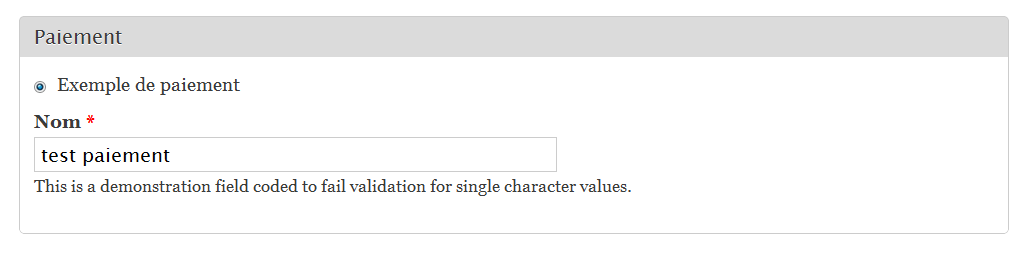 Paiement
Exemple de paiement
Nom *
test paiement
This is a demonstration field coded to fail validation for single character values.